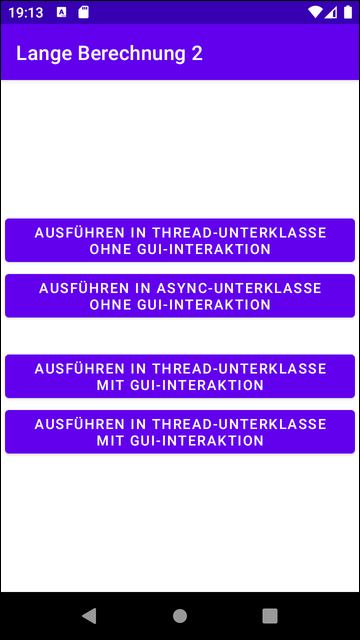 19:13
Lange Berechnung 2
AUSFÜHREN IN THREAD-UNTERKLASSE
OHNE GUI-INTERAKTION
AUSFÜHREN IN ASYNC-UNTERKLASSE
OHNE GUI-INTERAKTION
AUSFÜHREN IN THREAD-UNTERKLASSE
MIT GUI-INTERAKTION
AUSFÜHREN IN THREAD-UNTERKLASSE
MIT GUI-INTERAKTION